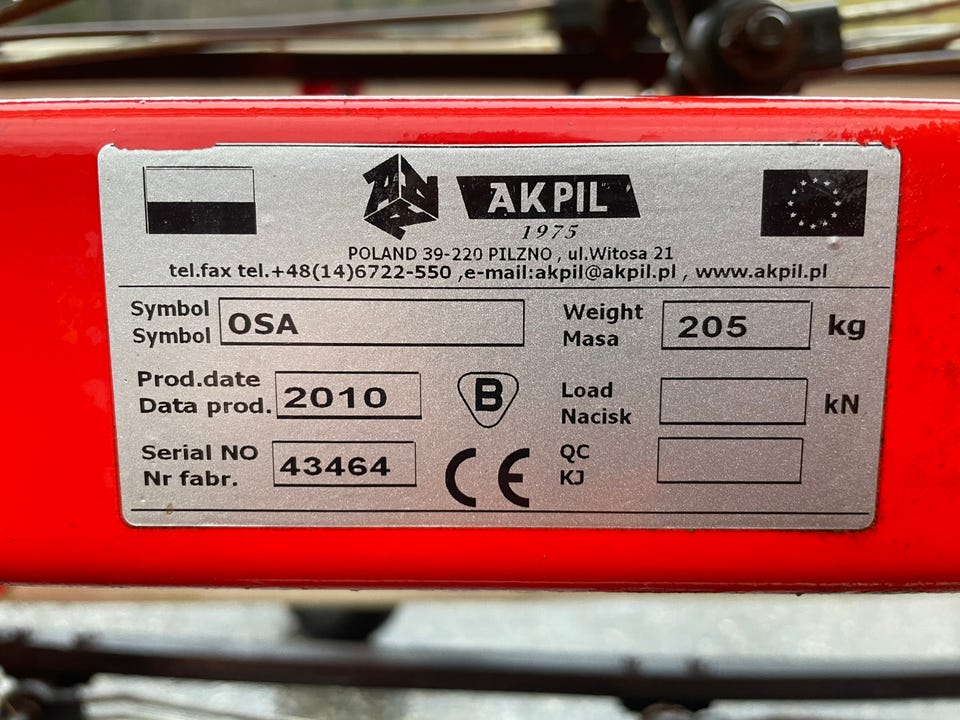 AKPIL
1975
POLAND 39-220 PILZNO , ul.Witosa 21
tel.fax tel.+48(14)6722-550 ,e-mail:akpil@akpil.pl , www.akpil.pl
Symbol
Symbol
OSA
Weight
Masa
205
kg
Prod.date
Data prod.
2010
B
Load
Nacisk
kN
Serial NO
Nr fabr.
43464
CE
QC
KJ